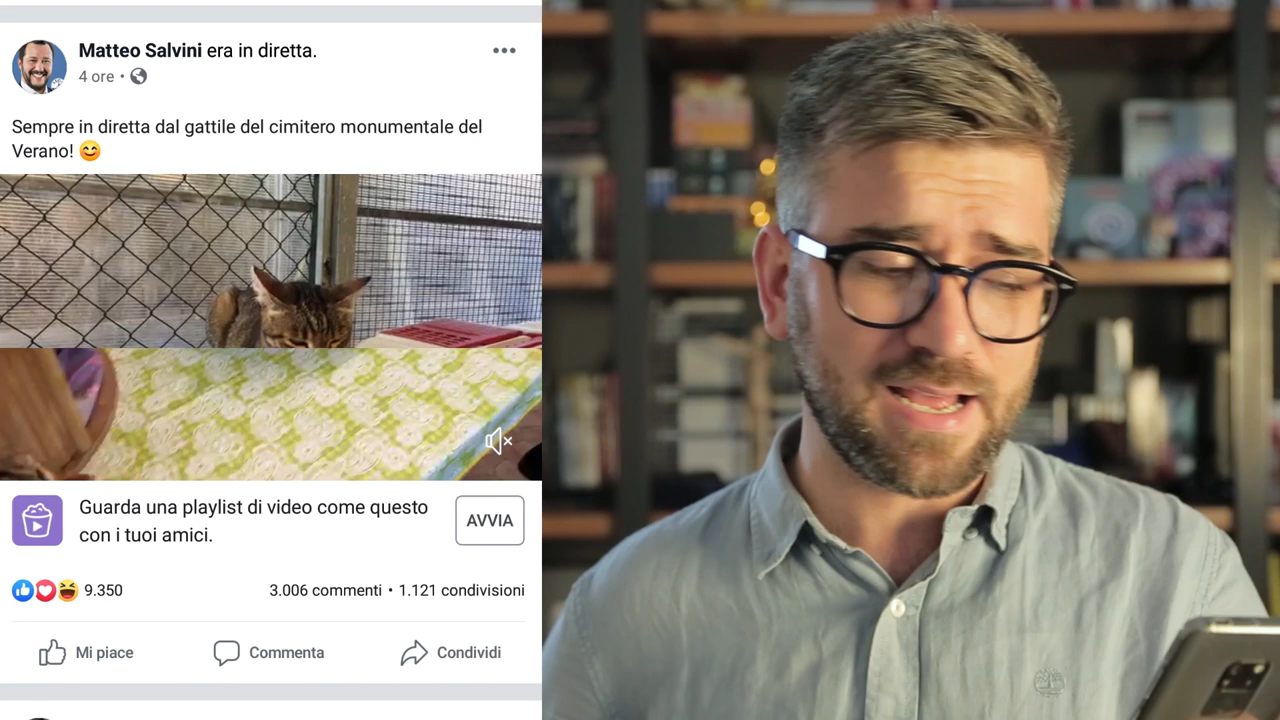 Matteo Salvini era in diretta.
4 ore
Sempre in diretta dal gattile del cimitero monumentale del
Verano! 😊
Guarda una playlist di video come questo
con i tuoi amici.
AVVIA
9.350
3.006 commenti • 1.121 condivisioni
Mi piace
Commenta
Condividi